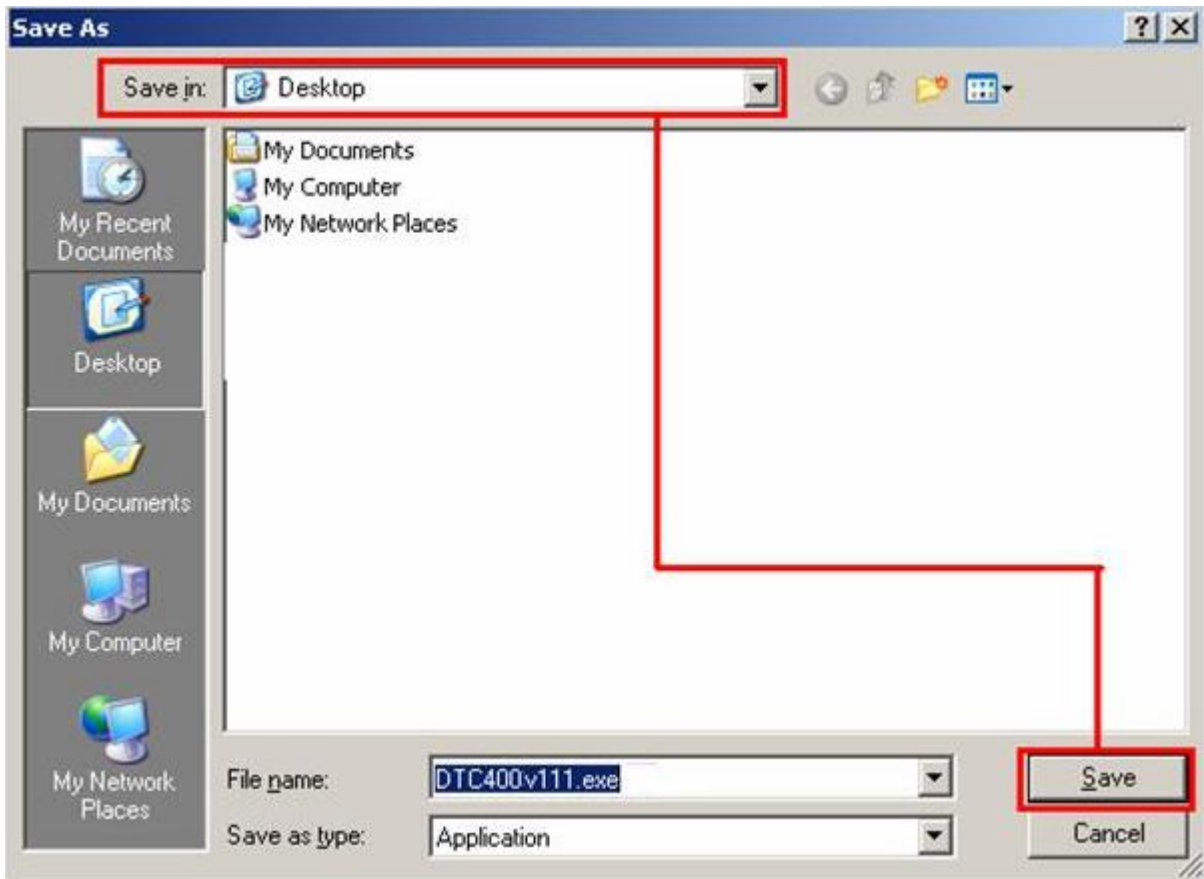 Save As
Save in: Desktop
My Documents
My Computer
My Network Places
My Recent
Documents
Desktop
My Documents
My Computer
My Network
Places
File name: DTC400v111.exe
Save as type: Application
Save
Cancel